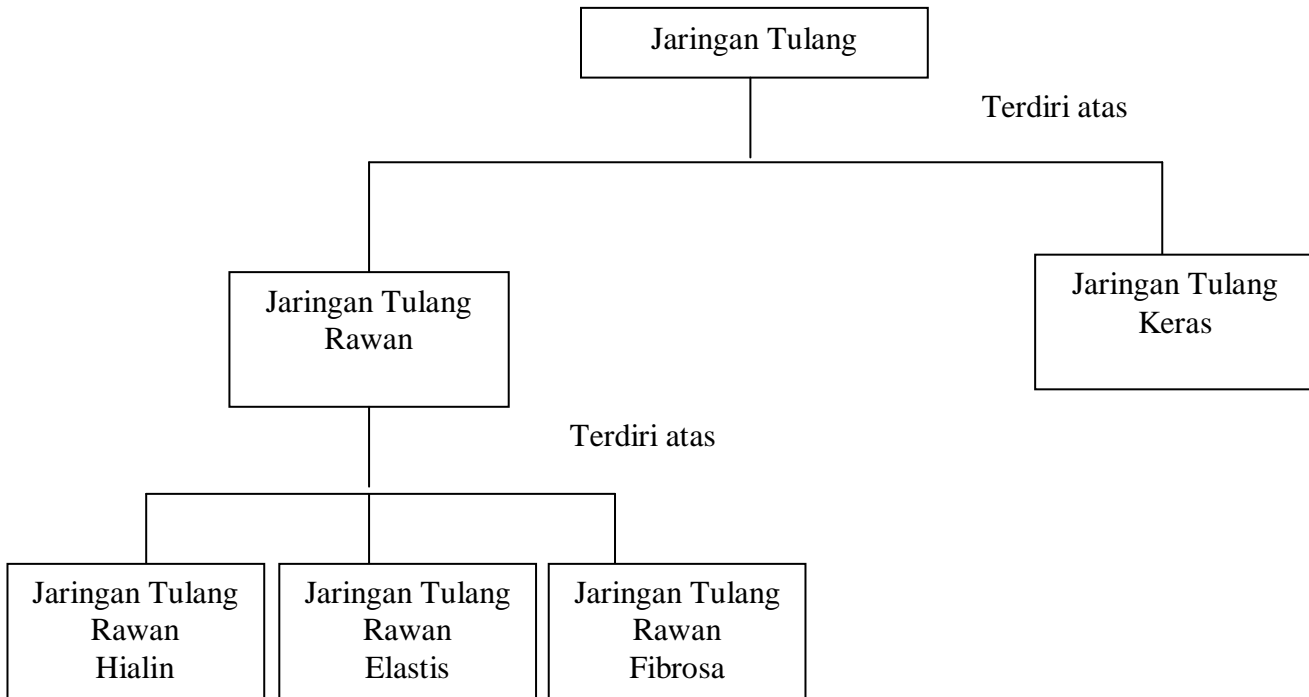 Jaringan Tulang
Terdiri atas
Jaringan Tulang
Rawan
Jaringan Tulang
Keras
Terdiri atas
Jaringan Tulang
Rawan
Hialin
Jaringan Tulang
Rawan
Elastis
Jaringan Tulang
Rawan
Fibrosa